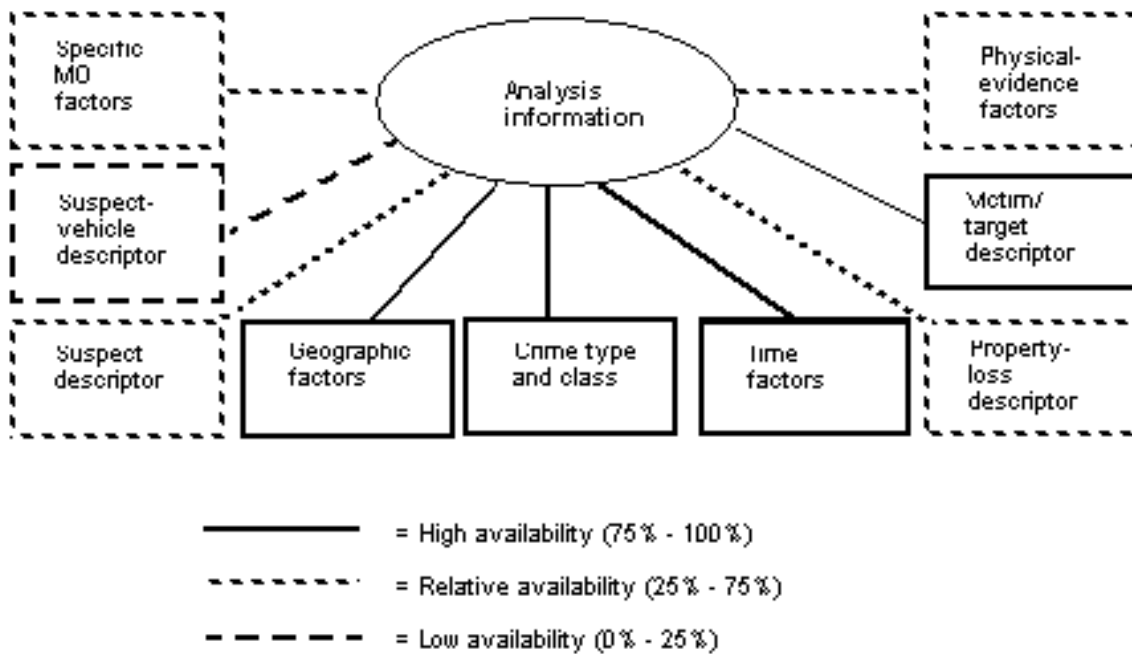 Specific
MO
factors
Analysis
information
Physical-
evidence
factors
Suspect-
vehicle
descriptor
Victim/
target
descriptor
Suspect
descriptor
Geographic
factors
Crime type
and class
Time
factors
Property-
loss
descriptor
= High availability (75% - 100%)
= Relative availability (25% - 75%)
= Low availability (0% - 25%)